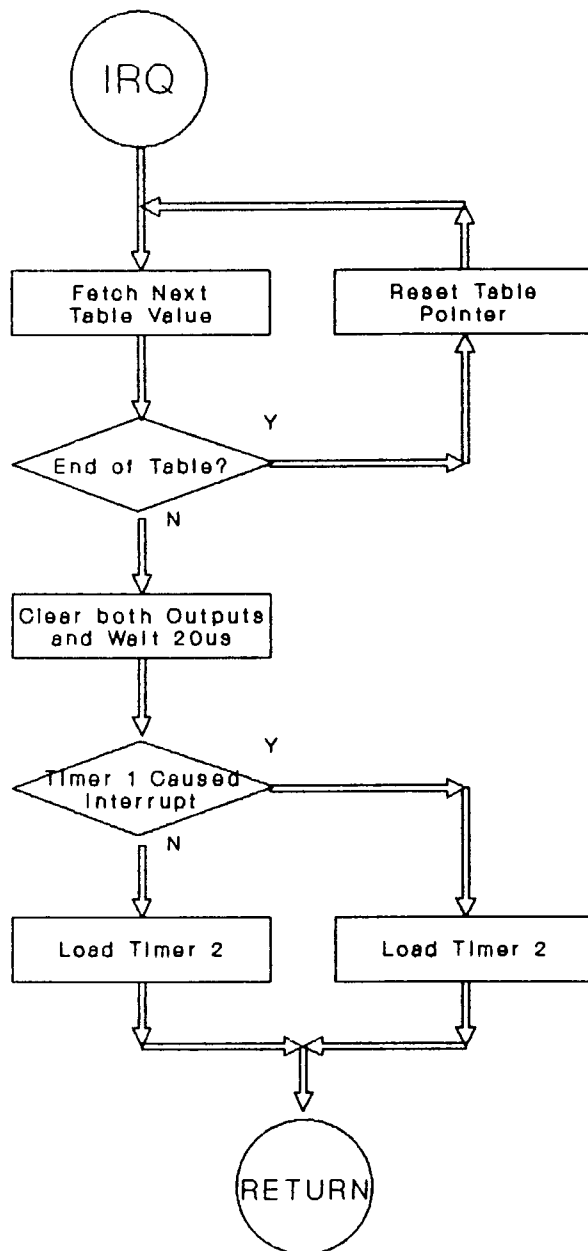 IRQ
Fetch Next
Table Value
Reset Table
Pointer
Y
End of Table?
N
Clear both Outputs
and Wait 20us
Y
Timer 1 Caused
Interrupt
N
Load Timer 2
Load Timer 2
RETURN